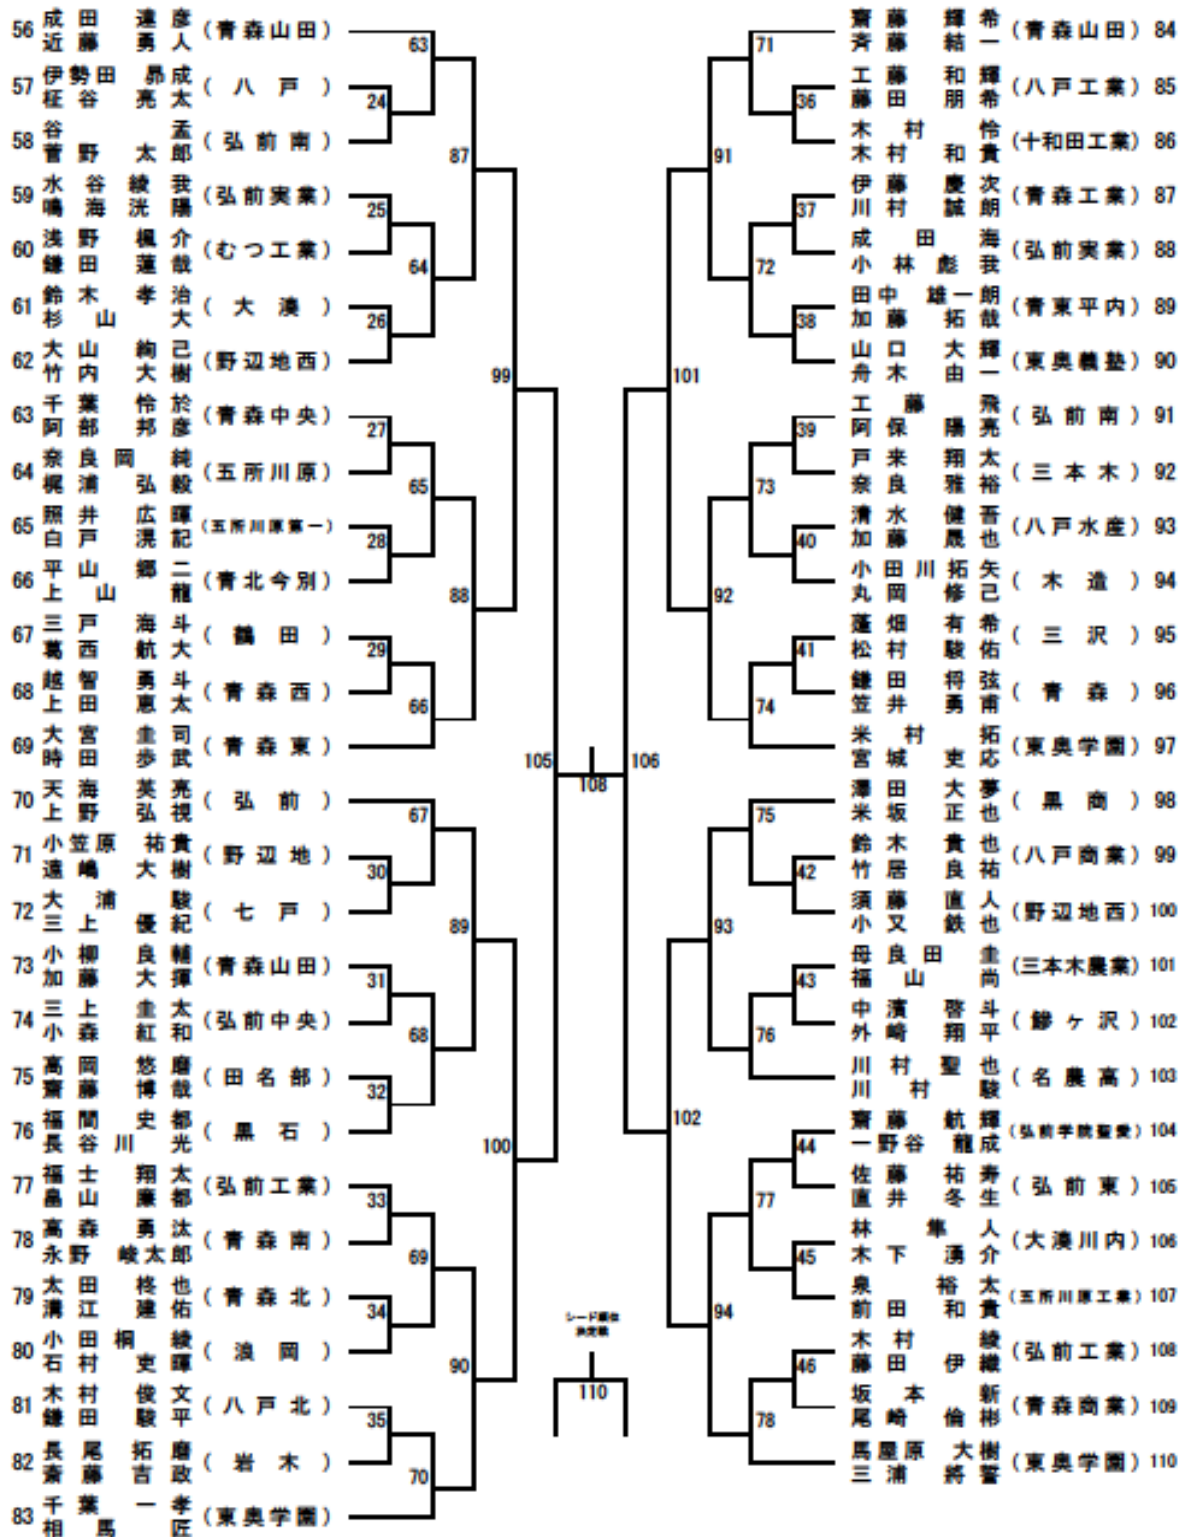 56 成田 達彦 (青森山田)
近藤 勇人
57 伊勢田 昴成 (八戸)
柾谷 亮太
58 谷 孟 (弘前南)
菅野 太郎
59 水谷 綾我 (弘前実業)
鳴海 洸陽
60 浅野 楓介 (むつ工業)
鎌田 蓮哉
61 鈴木 孝治 (大湊)
杉山 大
62 大山 絢己 (野辺地西)
竹内 大樹
63 千葉 怜於 (青森中央)
阿部 邦彦
64 奈良岡 純 (五所川原)
梶浦 弘毅
65 照井 広暉 (五所川原第一)
白戸 滉記
66 平山 郷二 (青北今別)
上山 龍
67 三戸 海斗 (鶴田)
葛西 航大
68 越智 勇斗 (青森西)
上田 恵太
69 大宮 圭司 (青森東)
時田 歩武
70 天海 英亮 (弘前)
上野 弘視
71 小笠原 祐貴 (野辺地)
遠嶋 大樹
72 大浦 駿 (七戸)
三上 優紀
73 小柳 良輔 (青森山田)
加藤 大揮
74 三上 圭太 (弘前中央)
小森 紅和
75 高岡 悠磨 (田名部)
齋藤 博哉
76 福間 史都 (黒石)
長谷川 光
77 福士 翔太 (弘前工業)
畠山 廉都
78 高森 勇汰 (青森南)
永野 峻太郎
79 太田 柊也 (青森北)
溝江 建佑
80 小田桐 綾 (浪岡)
石村 吏暉
81 木村 俊文 (八戸北)
鎌田 駿平
82 長尾 拓磨 (岩木)
斎藤 吉政
83 千葉 一孝 (東奥学園)
相馬 匠
63
24
87
25
64
26
99
27
65
28
88
29
66
105
67
30
89
31
68
32
100
33
69
34
90
35
70
108
シード順位
決定戦
110
71
36
91
37
72
38
101
39
73
40
92
41
74
106
75
42
93
43
76
102
44
77
45
94
46
78
齋藤 輝希 (青森山田) 84
斉藤 結一
工藤 和輝 (八戸工業) 85
藤田 朋希
木村 怜 (十和田工業) 86
木村 和貴
伊藤 慶次 (青森工業) 87
川村 誠朗
成田 海 (弘前実業) 88
小林 彪我
田中 雄一朗 (青東平内) 89
加藤 拓哉
山口 大輝 (東奥義塾) 90
舟木 由一
工藤 飛 (弘前南) 91
阿保 陽亮
戸来 翔太 (三本木) 92
奈良 雅裕
清水 健吾 (八戸水産) 93
加藤 晟也
小田川 拓矢 (木造) 94
丸岡 修己
蓬畑 有希 (三沢) 95
松村 駿佑
鎌田 将弦 (青森) 96
笠井 勇甫
米村 拓 (東奥学園) 97
宮城 吏応
澤田 大夢 (黒商) 98
米坂 正也
鈴木 貴也 (八戸商業) 99
竹居 良祐
須藤 直人 (野辺地西) 100
小又 鉄也
母良田 圭 (三本木農業) 101
福山 尚
中濱 啓斗 (鰺ヶ沢) 102
外崎 翔平
川村 聖也 (名農高) 103
川村 駿
齋藤 航輝 (弘前学院聖愛) 104
一野谷 龍成
佐藤 祐寿 (弘前東) 105
直井 冬生
林 隼人 (大湊川内) 106
木下 湧介
泉 裕太 (五所川原工業) 107
前田 和貴
木村 綾 (弘前工業) 108
藤田 伊織
坂本 新 (青森商業) 109
尾崎 倫彬
馬屋原 大樹 (東奥学園) 110
三浦 將誓